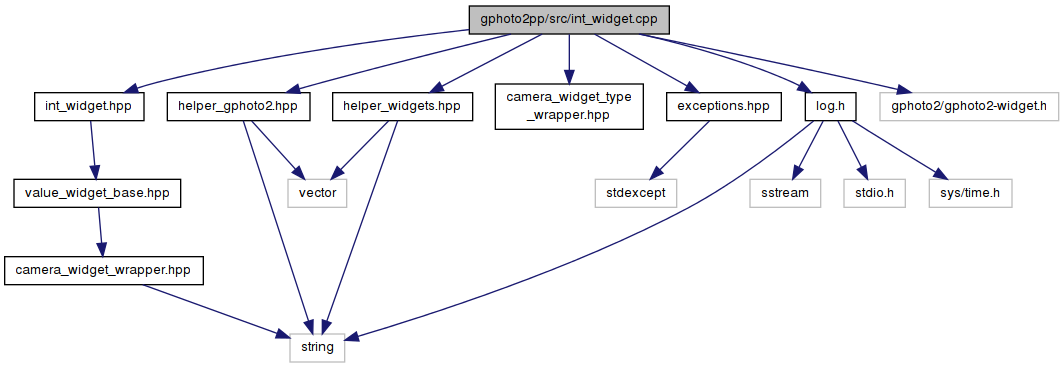 gphoto2pp/src/int_widget.cpp
int_widget.hpp
helper_gphoto2.hpp
helper_widgets.hpp
camera_widget_type
_wrapper.hpp
exceptions.hpp
log.h
gphoto2/gphoto2-widget.h
value_widget_base.hpp
vector
stdexcept
sstream
stdio.h
sys/time.h
camera_widget_wrapper.hpp
string